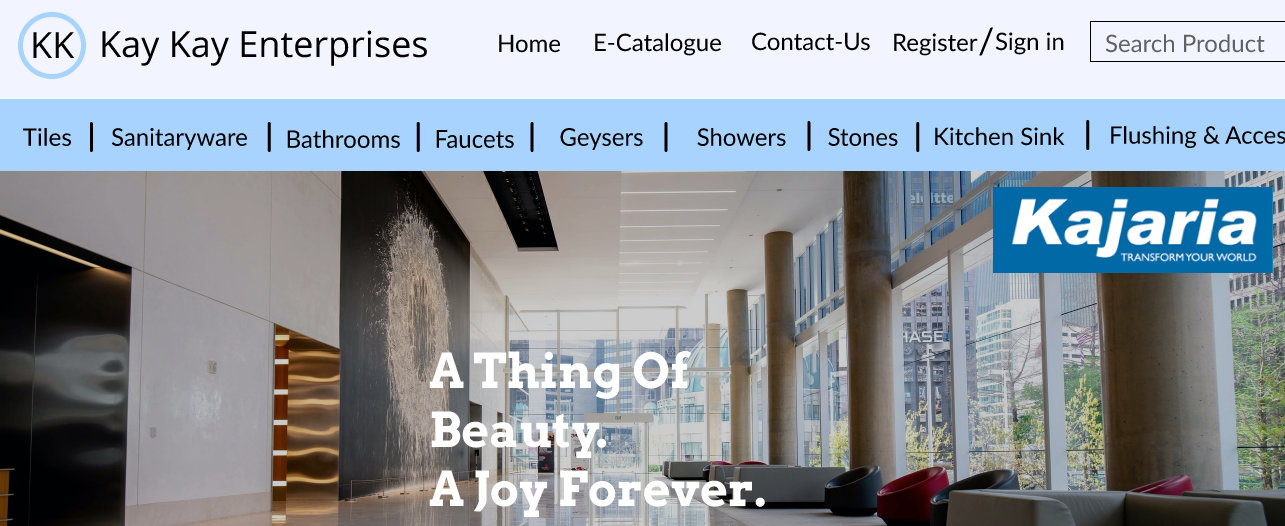 KK Kay Kay Enterprises Home E-Catalogue Contact-Us Register/Sign in Search Product
Tiles | Sanitaryware | Bathrooms | Faucets | Geysers | Showers | Stones | Kitchen Sink | Flushing & Acces
Kajaria
TRANSFORM YOUR WORLD
A Thing Of
Beauty.
A Joy Forever.